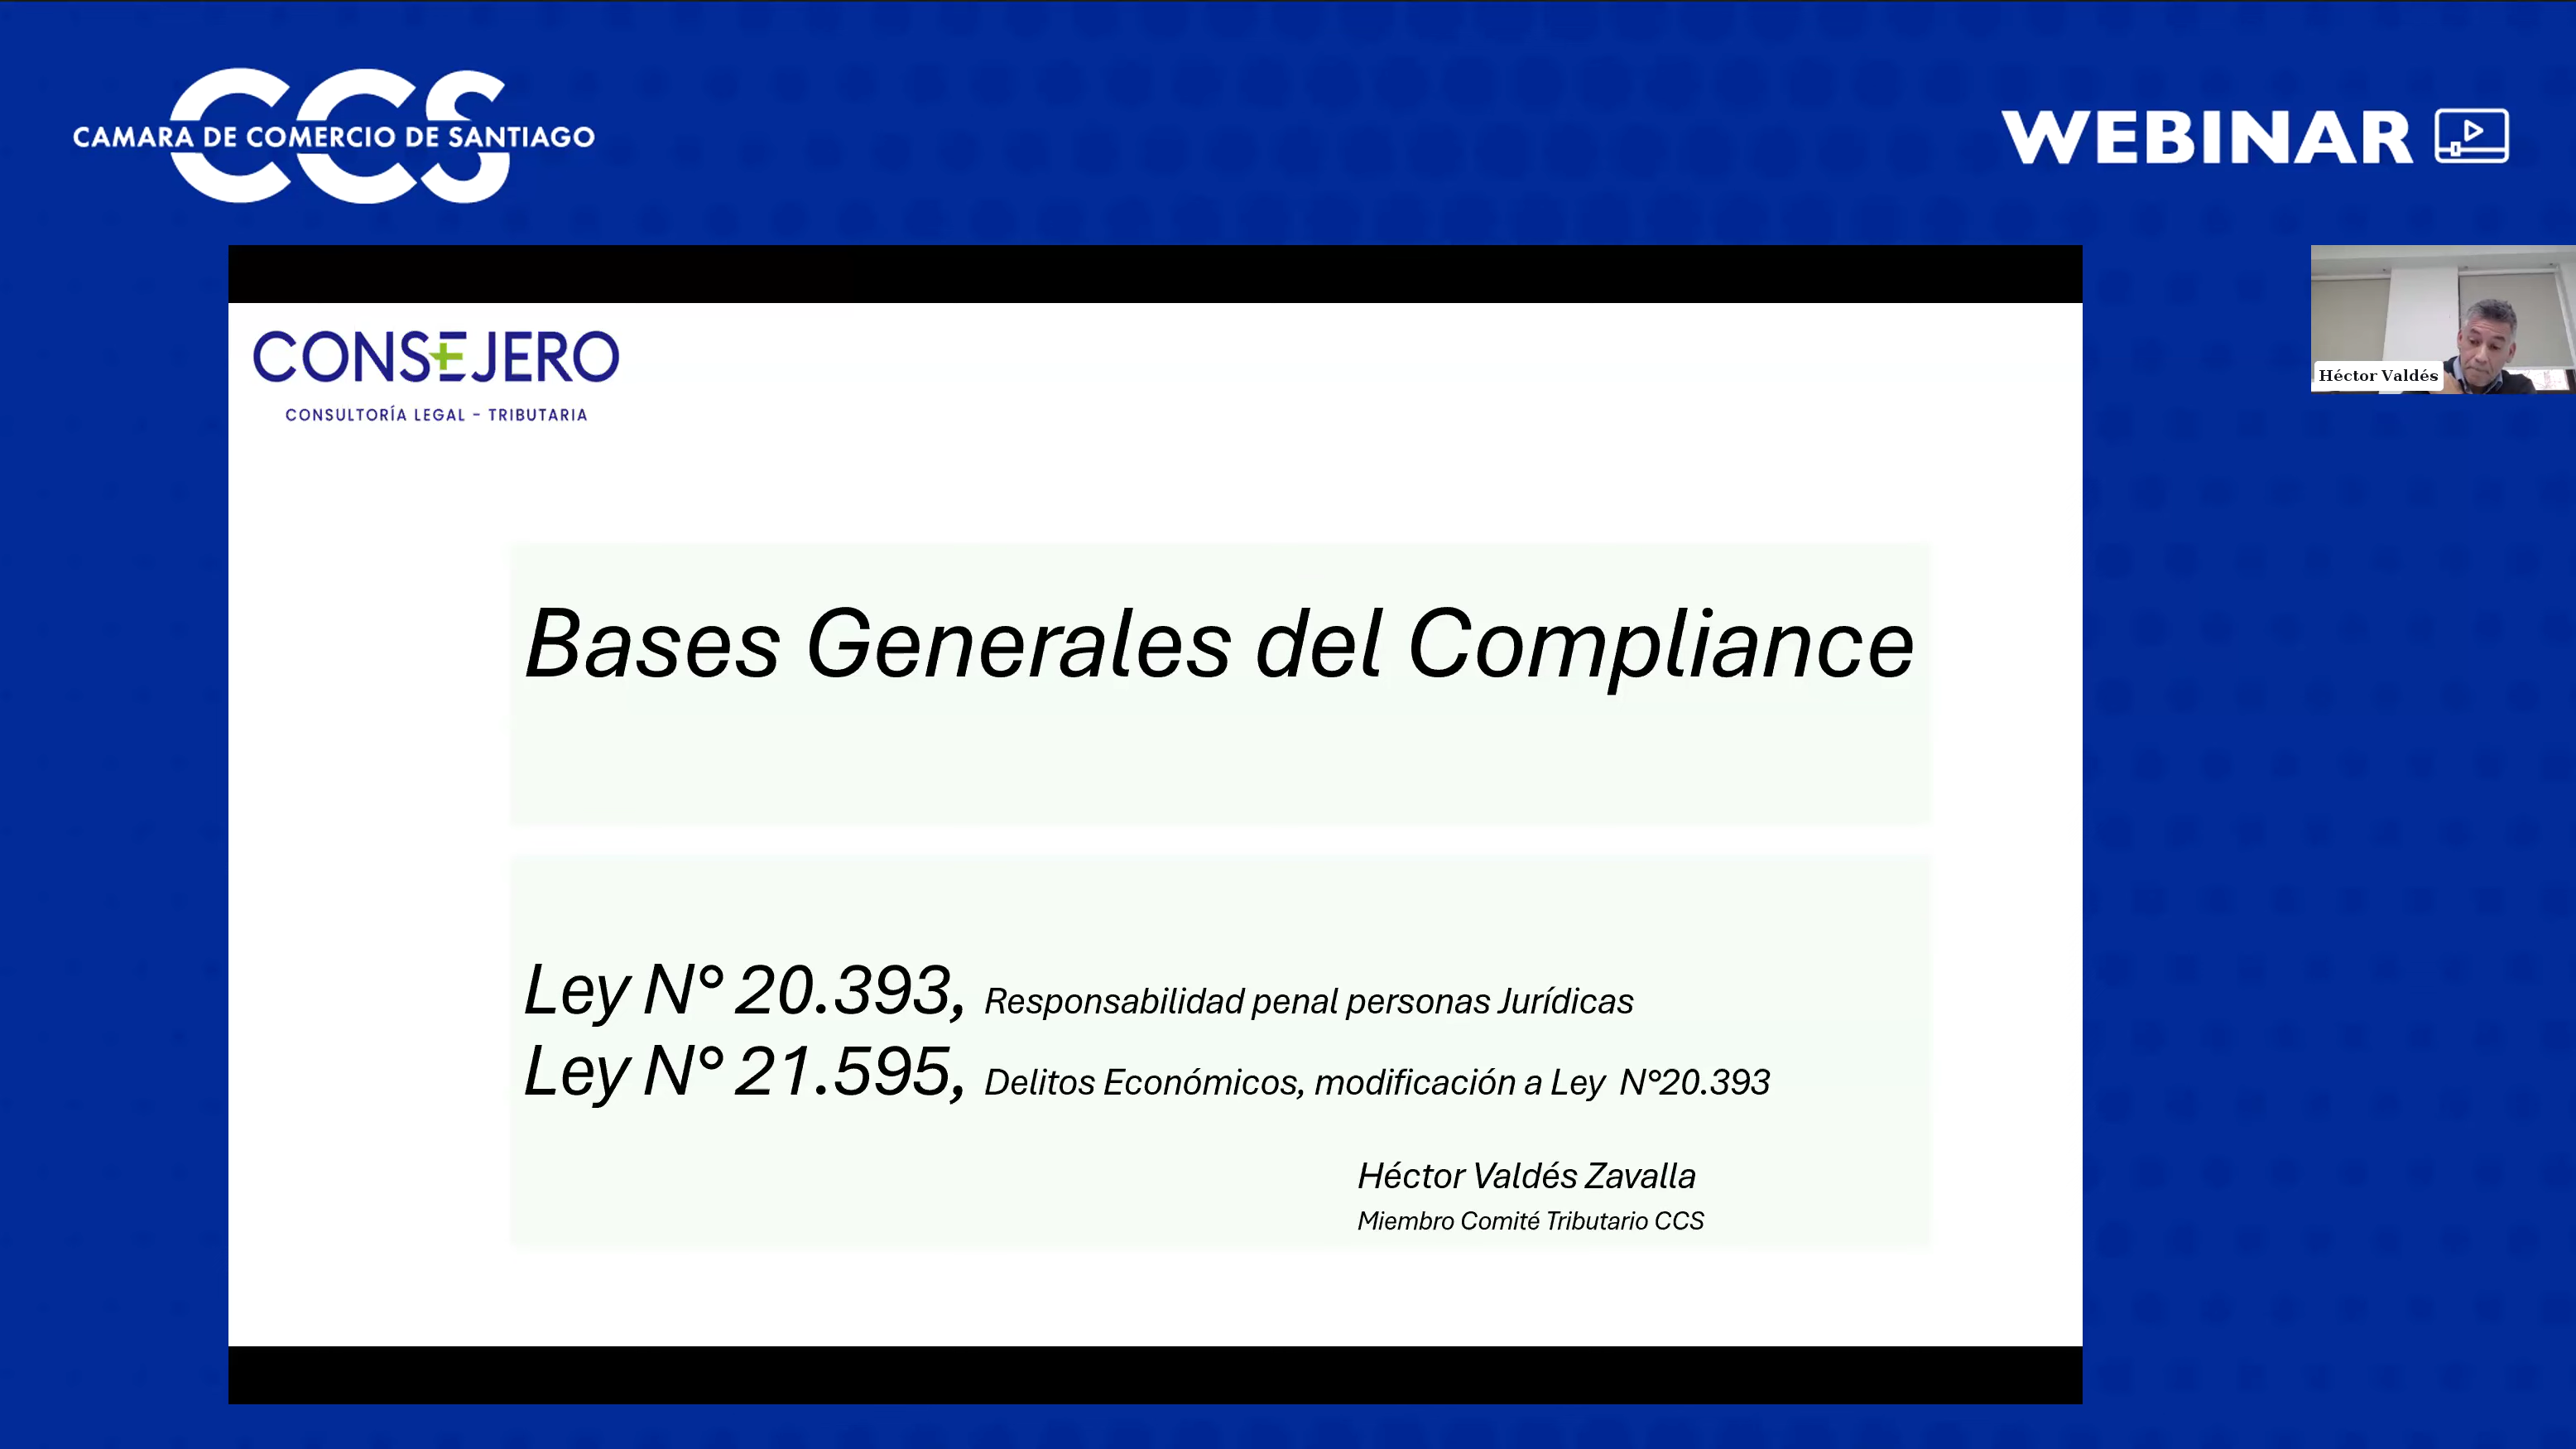 CCS
CAMARA DE COMERCIO DE SANTIAGO
WEBINAR
CONSEJERO
CONSULTORÍA LEGAL - TRIBUTARIA
Héctor Valdés
Bases Generales del Compliance
Ley N° 20.393, Responsabilidad penal personas Jurídicas
Ley N° 21.595, Delitos Económicos, modificación a Ley N°20.393
Héctor Valdés Zavalla
Miembro Comité Tributario CCS